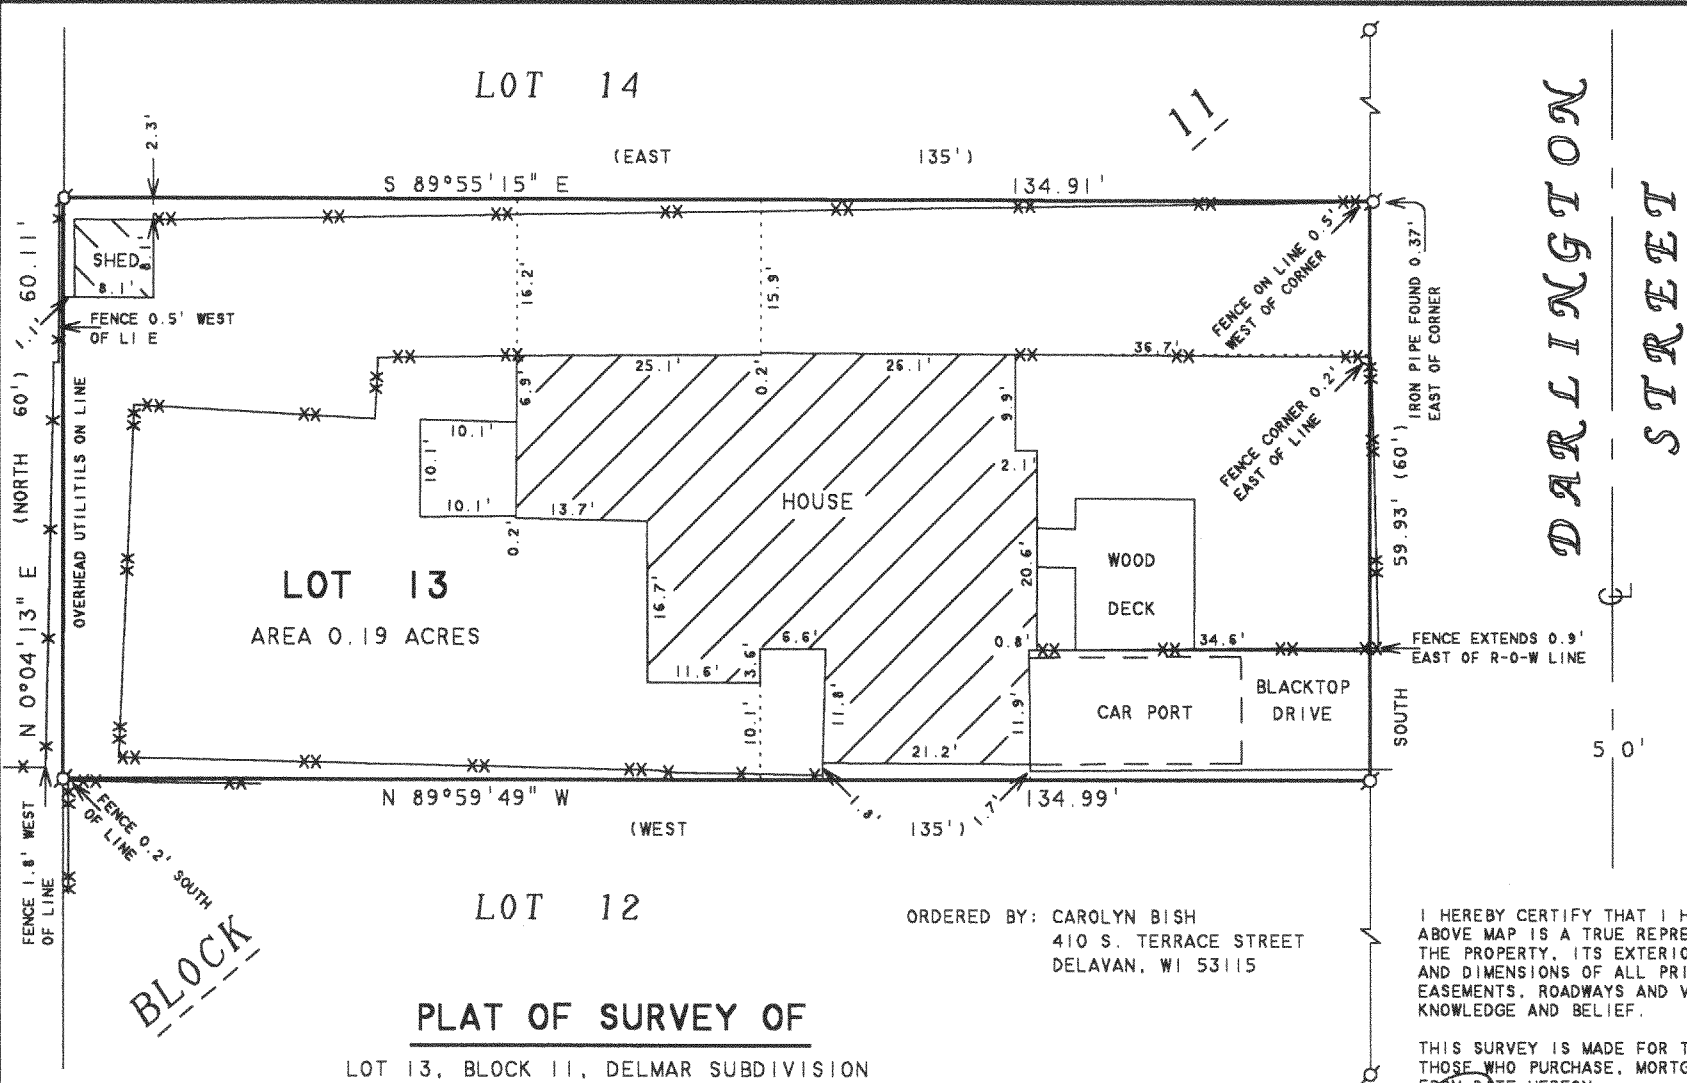 LOT 14
11
2.3'
(EAST 135')
S 89°55'15" E 134.91'
DARLINGTON
STREET
60.11'
SHED
8.1'
8.1'
1.1'
FENCE 0.5' WEST
OF LI E
16.2'
15.9'
FENCE ON LINE 0.5'
WEST OF CORNER
IRON PIPE FOUND 0.37'
EAST OF CORNER
36.7'
25.1'
0.2'
26.1'
6.9'
9.9'
FENCE CORNER 0.2'
EAST OF LINE
(NORTH 60')
OVERHEAD UTILITILS ON LINE
10.1'
10.1'
10.1'
13.7'
0.2'
2.1'
HOUSE
59.93' (60')
N 0°04'13" E
LOT 13
AREA 0.19 ACRES
16.7'
20.6'
WOOD
DECK
6.6'
0.8'
34.6'
FENCE EXTENDS 0.9'
EAST OF R-O-W LINE
11.6'
3.6'
11.8'
11.9'
CAR PORT
BLACKTOP
DRIVE
SOUTH
10.1'
21.2'
50'
N 89°59'49" W 134.99'
1.8'
1.7'
(WEST 135')
FENCE 1.8' WEST
OF LINE
FENCE 0.2' SOUTH
OF LINE
BLOCK
LOT 12
ORDERED BY: CAROLYN BISH
410 S. TERRACE STREET
DELAVAN, WI 53115
I HEREBY CERTIFY THAT I H
ABOVE MAP IS A TRUE REPRE
THE PROPERTY, ITS EXTERIO
AND DIMENSIONS OF ALL PRI
EASEMENTS, ROADWAYS AND V
KNOWLEDGE AND BELIEF.
THIS SURVEY IS MADE FOR T
THOSE WHO PURCHASE, MORTG
PLAT OF SURVEY OF
LOT 13, BLOCK 11, DELMAR SUBDIVISION